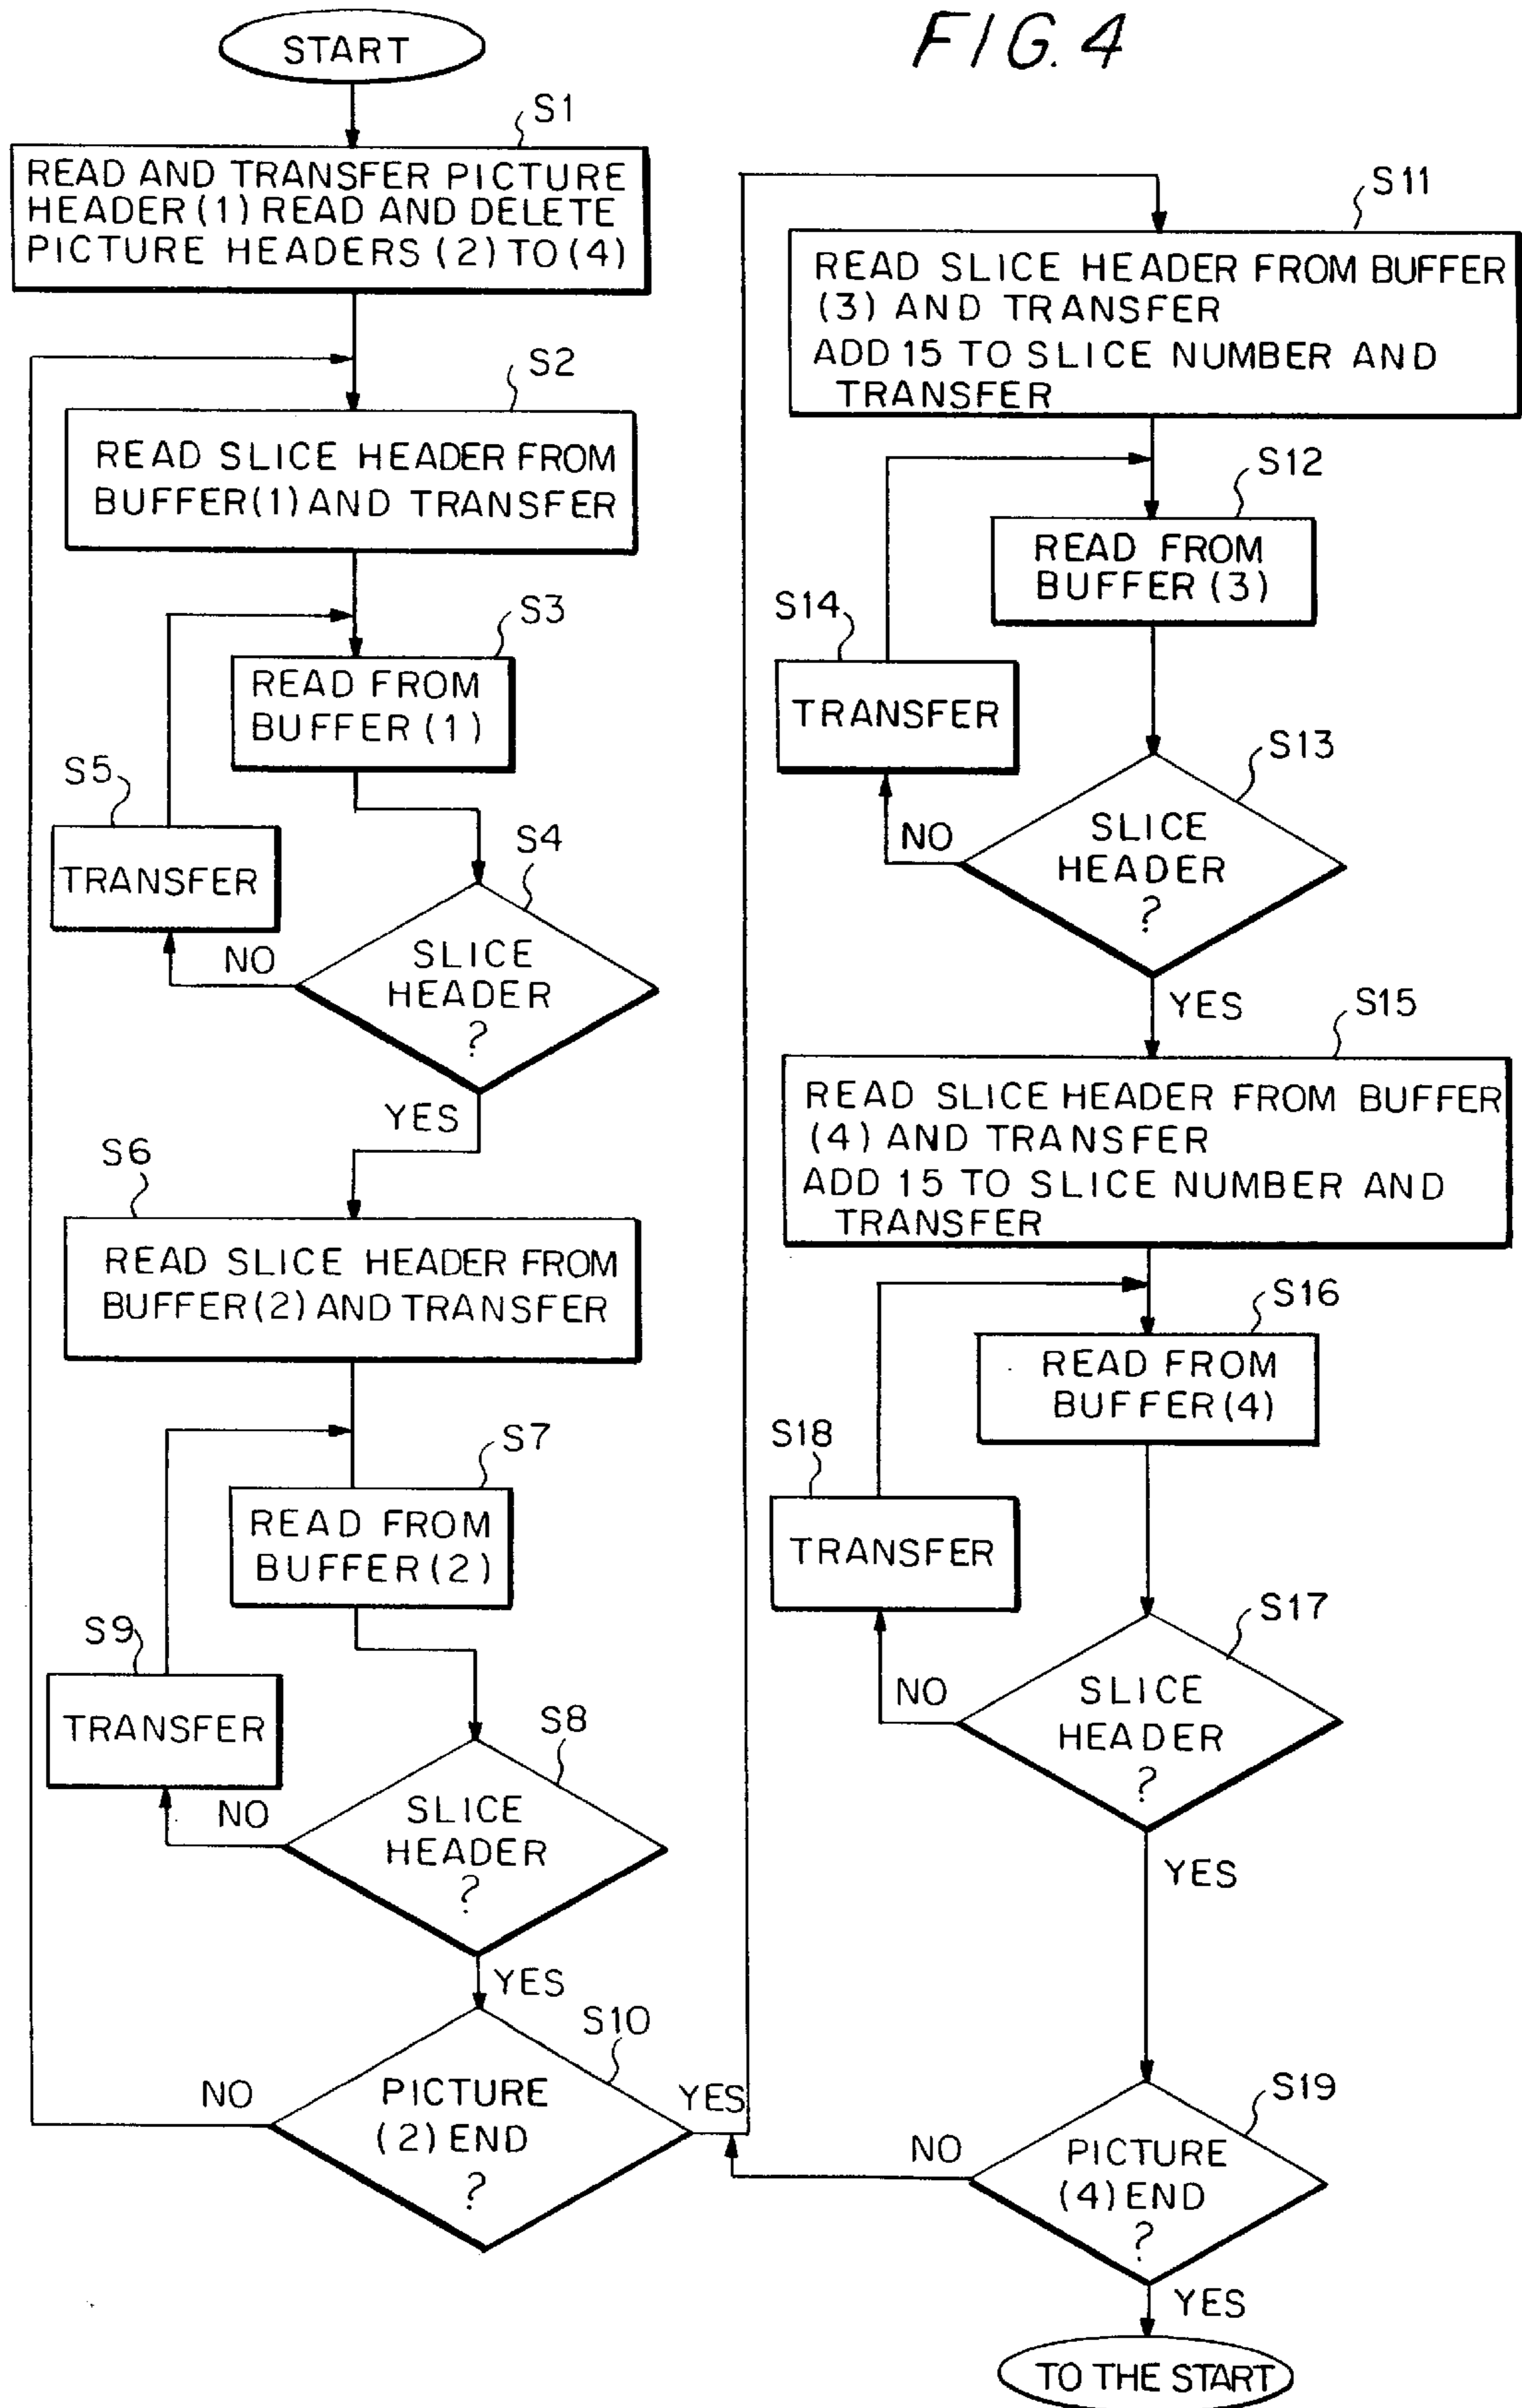 FIG. 4
START
S1
READ AND TRANSFER PICTURE
HEADER (1) READ AND DELETE
PICTURE HEADERS (2) TO (4)
S2
READ SLICE HEADER FROM
BUFFER (1) AND TRANSFER
S3
READ FROM
BUFFER (1)
S5
TRANSFER
S4
NO
SLICE
HEADER
?
YES
S6
READ SLICE HEADER FROM
BUFFER (2) AND TRANSFER
S7
READ FROM
BUFFER (2)
S9
TRANSFER
S8
NO
SLICE
HEADER
?
YES
S10
NO
PICTURE
(2) END
?
YES
S11
READ SLICE HEADER FROM BUFFER
(3) AND TRANSFER
ADD 15 TO SLICE NUMBER AND
TRANSFER
S12
READ FROM
BUFFER (3)
S14
TRANSFER
S13
NO
SLICE
HEADER
?
YES
S15
READ SLICE HEADER FROM BUFFER
(4) AND TRANSFER
ADD 15 TO SLICE NUMBER AND
TRANSFER
S16
READ FROM
BUFFER (4)
S18
TRANSFER
S17
NO
SLICE
HEADER
?
YES
S19
NO
PICTURE
(4) END
?
YES
TO THE START